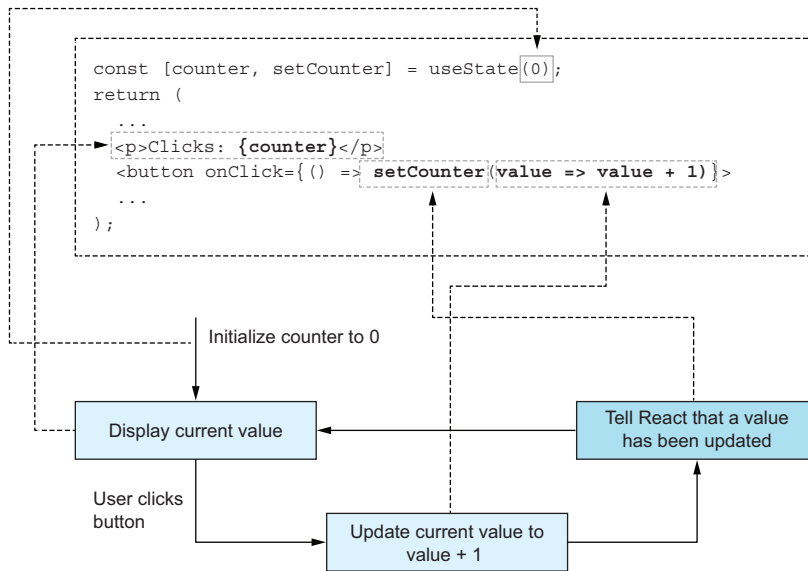 const [counter, setCounter] = useState(0);
return (
...
<p>Clicks: {counter}</p>
<button onClick={() => setCounter(value => value + 1)}>
...
);
Initialize counter to 0
Display current value
Tell React that a value
has been updated
User clicks
button
Update current value to
value + 1